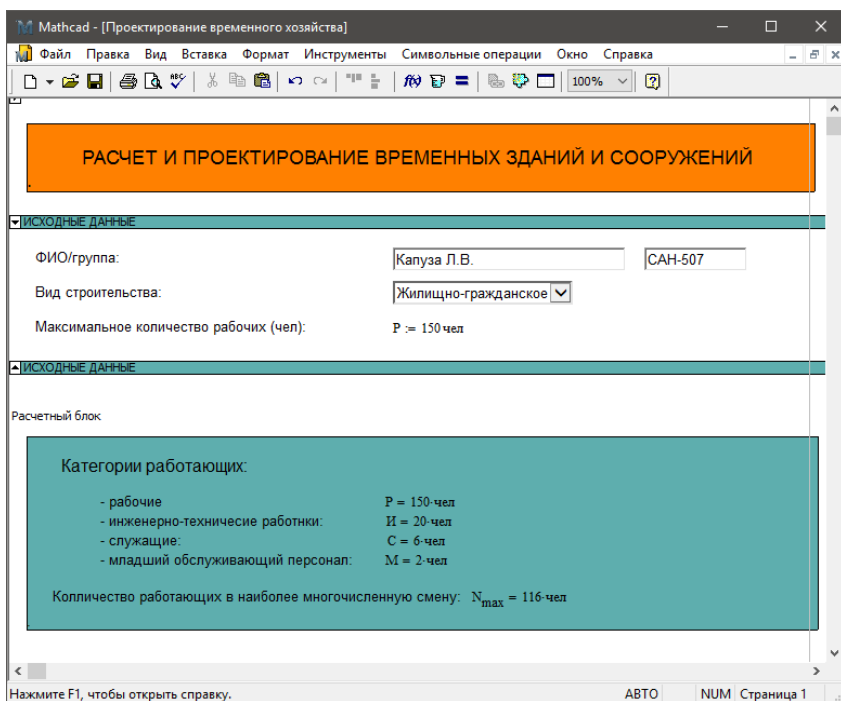 Mathcad - [Проектирование временного хозяйства]
Файл Правка Вид Вставка Формат Инструменты Символьные операции Окно Справка
ABC f(x) = 100% ?
РАСЧЕТ И ПРОЕКТИРОВАНИЕ ВРЕМЕННЫХ ЗДАНИЙ И СООРУЖЕНИЙ
ИСХОДНЫЕ ДАННЫЕ
ФИО/группа: Капуза Л.В. САН-507
Вид строительства: Жилищно-гражданское
Максимальное количество рабочих (чел): P := 150 чел
ИСХОДНЫЕ ДАННЫЕ
Расчетный блок
Категории работающих:
- рабочие P = 150·чел
- инженерно-техничесие работнки: И = 20·чел
- служащие: С = 6·чел
- младший обслуживающий персонал: М = 2·чел
Колличество работающих в наиболее многочисленную смену: Nmax = 116·чел
Нажмите F1, чтобы открыть справку. АВТО NUM Страница 1